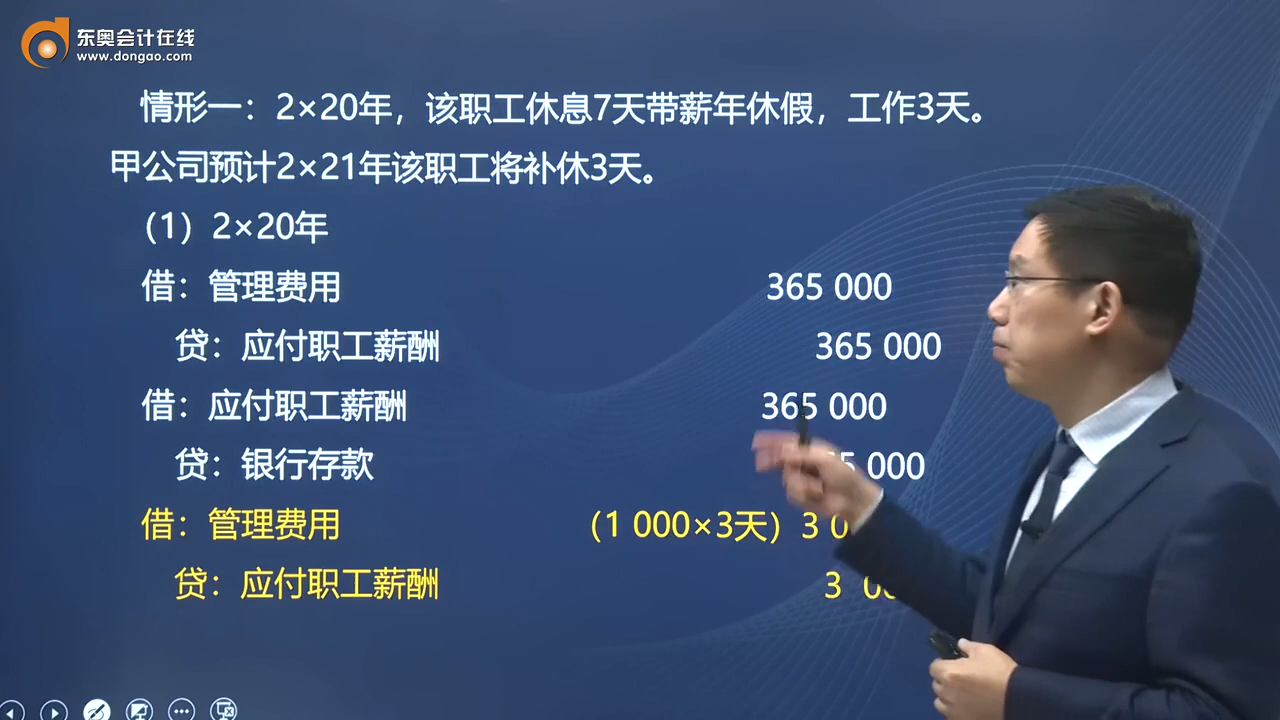 东奥会计在线
www.dongao.com
情形一：2×20年，该职工休息7天带薪年休假，工作3天。
甲公司预计2×21年该职工将补休3天。
（1）2×20年
借：管理费用 365 000
贷：应付职工薪酬 365 000
借：应付职工薪酬 365 000
贷：银行存款 5 000
借：管理费用 （1 000×3天）3 0
贷：应付职工薪酬 3